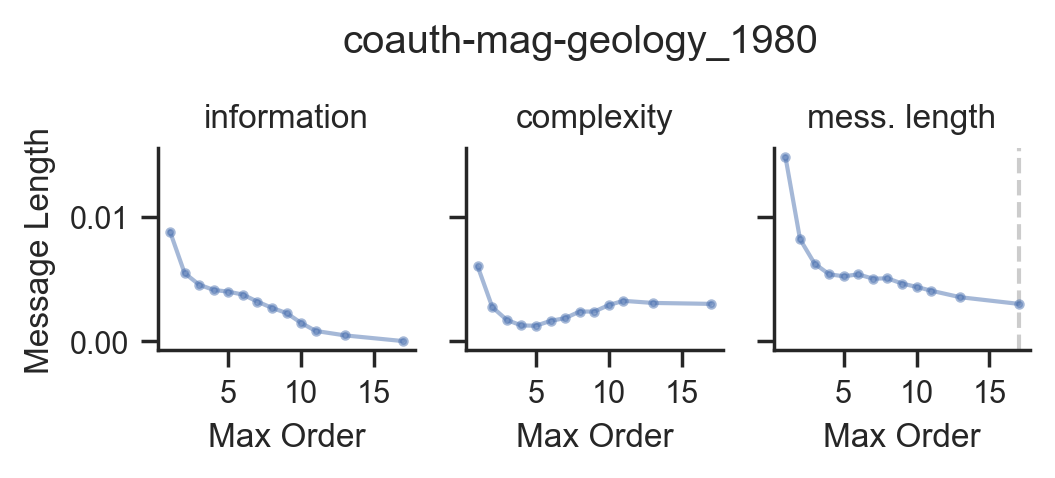 coauth-mag-geology_1980
information
complexity
mess. length
Message Length
0.01
0.00
5 10 15
5 10 15
5 10 15
Max Order
Max Order
Max Order